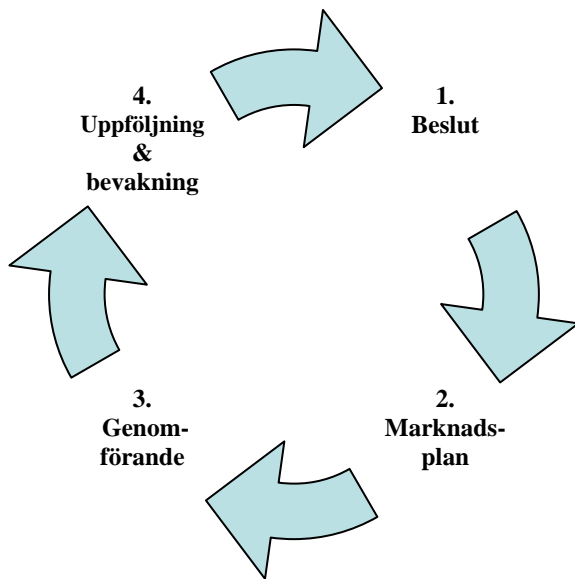 1.
Beslut
2.
Marknads-
plan
3.
Genom-
förande
4.
Uppföljning
&
bevakning